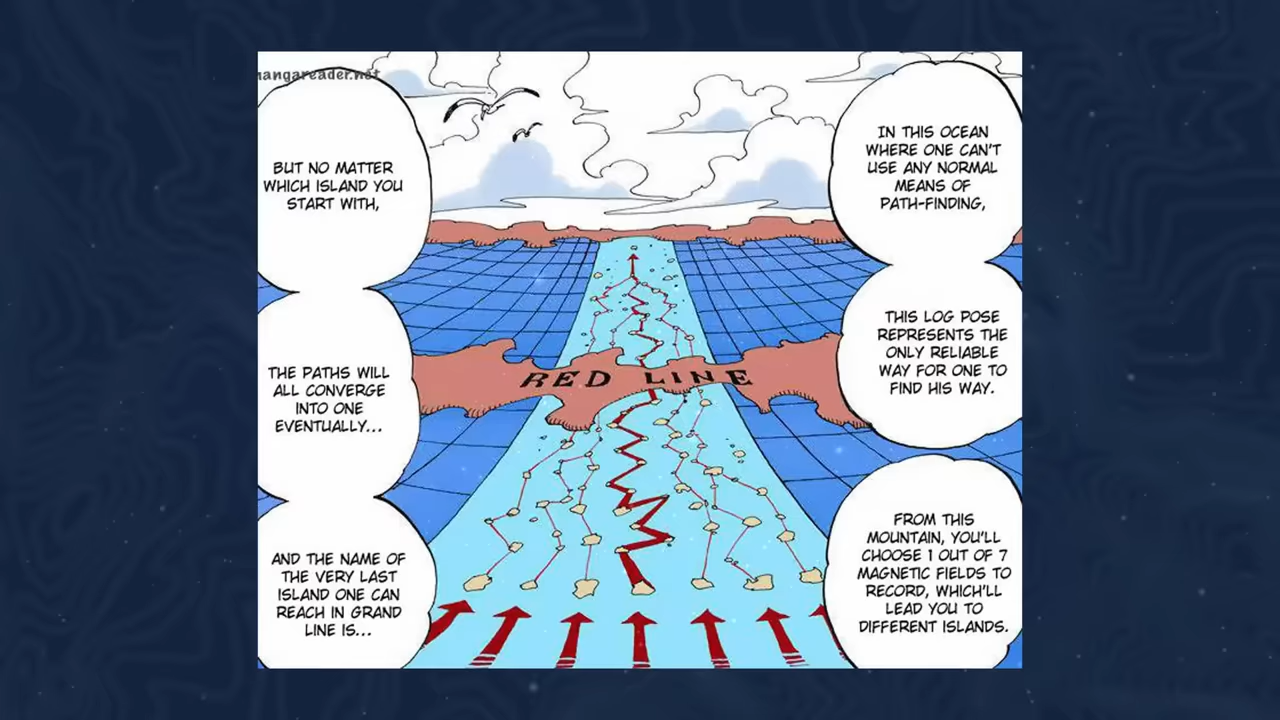 mangareader.net
IN THIS OCEAN
WHERE ONE CAN'T
USE ANY NORMAL
MEANS OF
PATH-FINDING,
THIS LOG POSE
REPRESENTS THE
ONLY RELIABLE
WAY FOR ONE TO
FIND HIS WAY.
FROM THIS
MOUNTAIN, YOU'LL
CHOOSE 1 OUT OF 7
MAGNETIC FIELDS TO
RECORD, WHICH'LL
LEAD YOU TO
DIFFERENT ISLANDS.
RED LINE
BUT NO MATTER
WHICH ISLAND YOU
START WITH,
THE PATHS WILL
ALL CONVERGE
INTO ONE
EVENTUALLY...
AND THE NAME OF
THE VERY LAST
ISLAND ONE CAN
REACH IN GRAND
LINE IS...